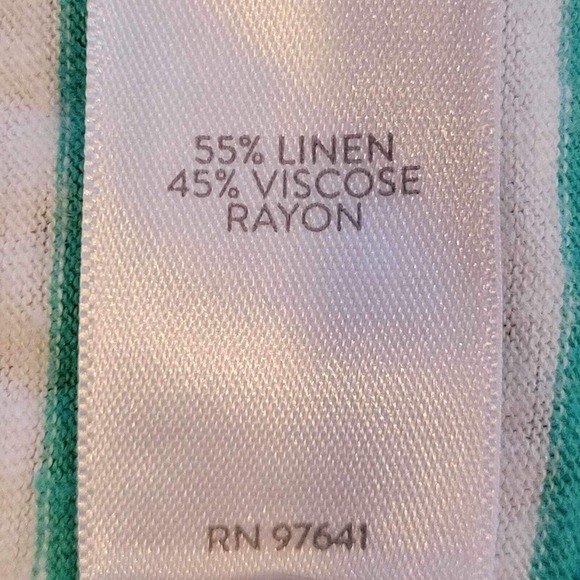 55% LINEN
45% VISCOSE
RAYON
RN 97641